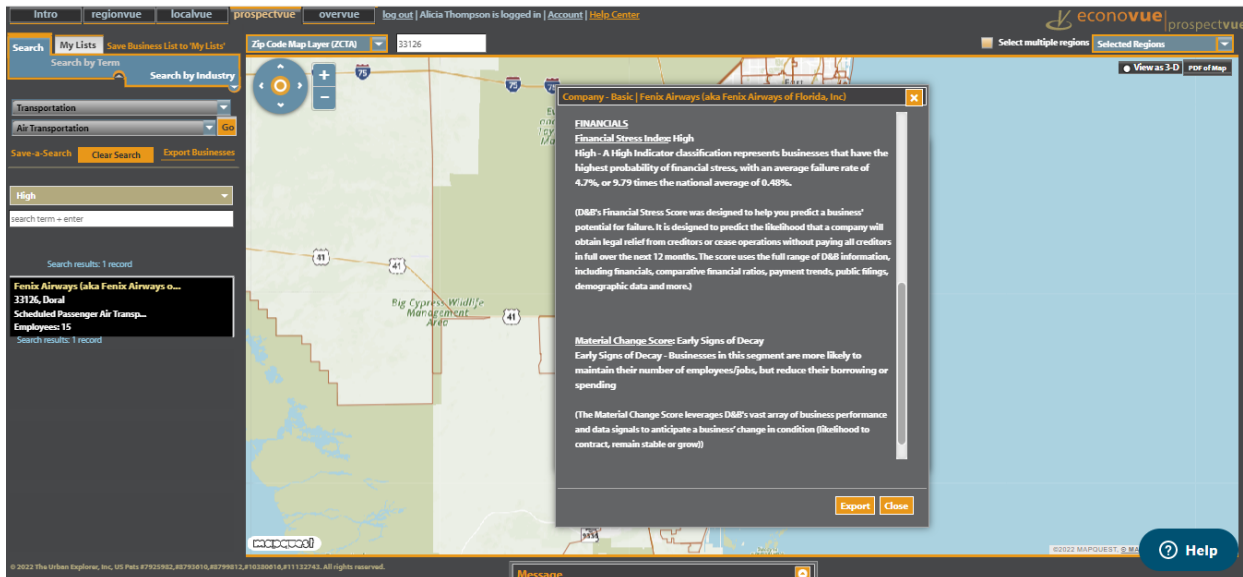 Intro regionvue localvue prospectvue overvue log out | Alicia Thompson is logged in | Account | Help Center
econovue | prospectvue
Search My Lists Save Business List to 'My Lists'
Zip Code Map Layer (ZCTA) 33126
Select multiple regions Selected Regions
Search by Term
Search by Industry
View as 3-D PDF of Map
Transportation
Air Transportation Go
Save-a-Search Clear Search Export Businesses
High
search term + enter
Search results: 1 record
Fenix Airways (aka Fenix Airways o...
33126, Doral
Scheduled Passenger Air Transp...
Employees: 15
Search results: 1 record
75
75
41
41
41
Big Cypress Wildlife
Management
Area
Company - Basic | Fenix Airways (aka Fenix Airways of Florida, Inc)
FINANCIALS
Financial Stress Index: High
High - A High Indicator classification represents businesses that have the
highest probability of financial stress, with an average failure rate of
4.7%, or 9.79 times the national average of 0.48%.
(D&B's Financial Stress Score was designed to help you predict a business'
potential for failure. It is designed to predict the likelihood that a company will
obtain legal relief from creditors or cease operations without paying all creditors
in full over the next 12 months. The score uses the full range of D&B information,
including financials, comparative financial ratios, payment trends, public filings,
demographic data and more.)
Material Change Score: Early Signs of Decay
Early Signs of Decay - Businesses in this segment are more likely to
maintain their number of employees/jobs, but reduce their borrowing or
spending
(The Material Change Score leverages D&B's vast array of business performance
and data signals to anticipate a business' change in condition (likelihood to
contract, remain stable or grow))
Export Close
mapquest
©2022 MAPQUEST,
Help
© 2022 The Urban Explorer, Inc, US Pats #7925982,#8793010,#8799812,#10380610,#11132743. All rights reserved.
Message